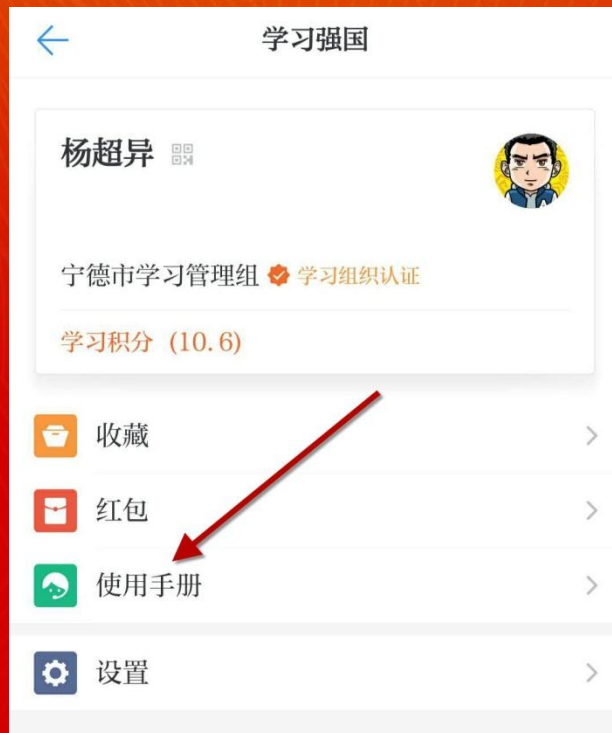 学习强国
杨超异
宁德市学习管理组 学习组织认证
学习积分 (10.6)
收藏
红包
使用手册
设置